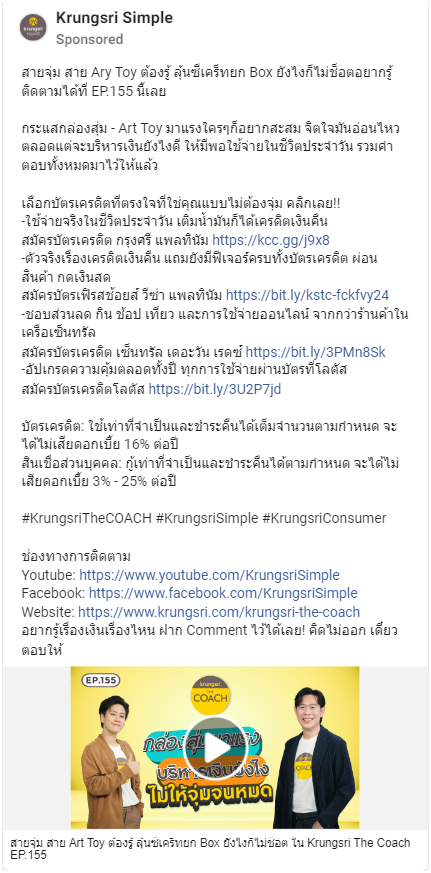 Krungsri Simple
Sponsored
สายจุ่ม สาย Ary Toy ต้องรู้ ลุ้นซีเคร็ทยก Box ยังไงก็ไม่ช็อตอยากรู้
ติดตามได้ที่ EP.155 นี้เลย
กระแสกล่องสุ่ม - Art Toy มาแรงใครๆก็อยากสะสม จิตใจมันอ่อนไหว
ตลอดแต่จะบริหารเงินยังไงดี ให้มีพอใช้จ่ายในชีวิตประจำวัน รวมคำ
ตอบทั้งหมดมาไว้ให้แล้ว
เลือกบัตรเครดิตที่ตรงใจที่ใช่คุณแบบไม่ต้องจุ่ม คลิกเลย!!
-ใช้จ่ายจริงในชีวิตประจำวัน เติมน้ำมันก็ได้เครดิตเงินคืน
สมัครบัตรเครดิต กรุงศรี แพลทินัม https://kcc.gg/j9x8
-ตัวจริงเรื่องเครดิตเงินคืน แถมยังมีฟีเจอร์ครบทั้งบัตรเครดิต ผ่อน
สินค้า กดเงินสด
สมัครบัตรเฟิรสช้อยส์ วีซ่า แพลทินัม https://bit.ly/kstc-fckfvy24
-ชอบส่วนลด กิน ช้อป เที่ยว และการใช้จ่ายออนไลน์ จากกว่าร้านค้าใน
เครือเซ็นทรัล
สมัครบัตรเครดิต เซ็นทรัล เดอะวัน เรดซ์ https://bit.ly/3PMn8Sk
-อัปเกรดความคุ้มตลอดทั้งปี ทุกการใช้จ่ายผ่านบัตรที่โลตัส
สมัครบัตรเครดิตโลตัส https://bit.ly/3U2P7jd
บัตรเครดิต: ใช้เท่าที่จำเป็นและชำระคืนได้เต็มจำนวนตามกำหนด จะ
ได้ไม่เสียดอกเบี้ย 16% ต่อปี
สินเชื่อส่วนบุคคล: กู้เท่าที่จำเป็นและชำระคืนได้ตามกำหนด จะได้ไม่
เสียดอกเบี้ย 3% - 25% ต่อปี
#KrungsriTheCOACH #KrungsriSimple #KrungsriConsumer
ช่องทางการติดตาม
Youtube: https://www.youtube.com/KrungsriSimple
Facebook: https://www.facebook.com/KrungsriSimple
Website: https://www.krungsri.com/krungsri-the-coach
อยากรู้เรื่องเงินเรื่องไหน ฝาก Comment ไว้ได้เลย! คิดไม่ออก เดี๋ยว
ตอบให้
EP.155
krungsri
THE
COACH
กล่องสุ่มมาแรง
บริหารเงินยังไง
ไม่ให้จุ่มจนหมด
สายจุ่ม สาย Art Toy ต้องรู้ ลุ้นซีเคร็ทยก Box ยังไงก็ไม่ช็อต ใน Krungsri The Coach
EP.155